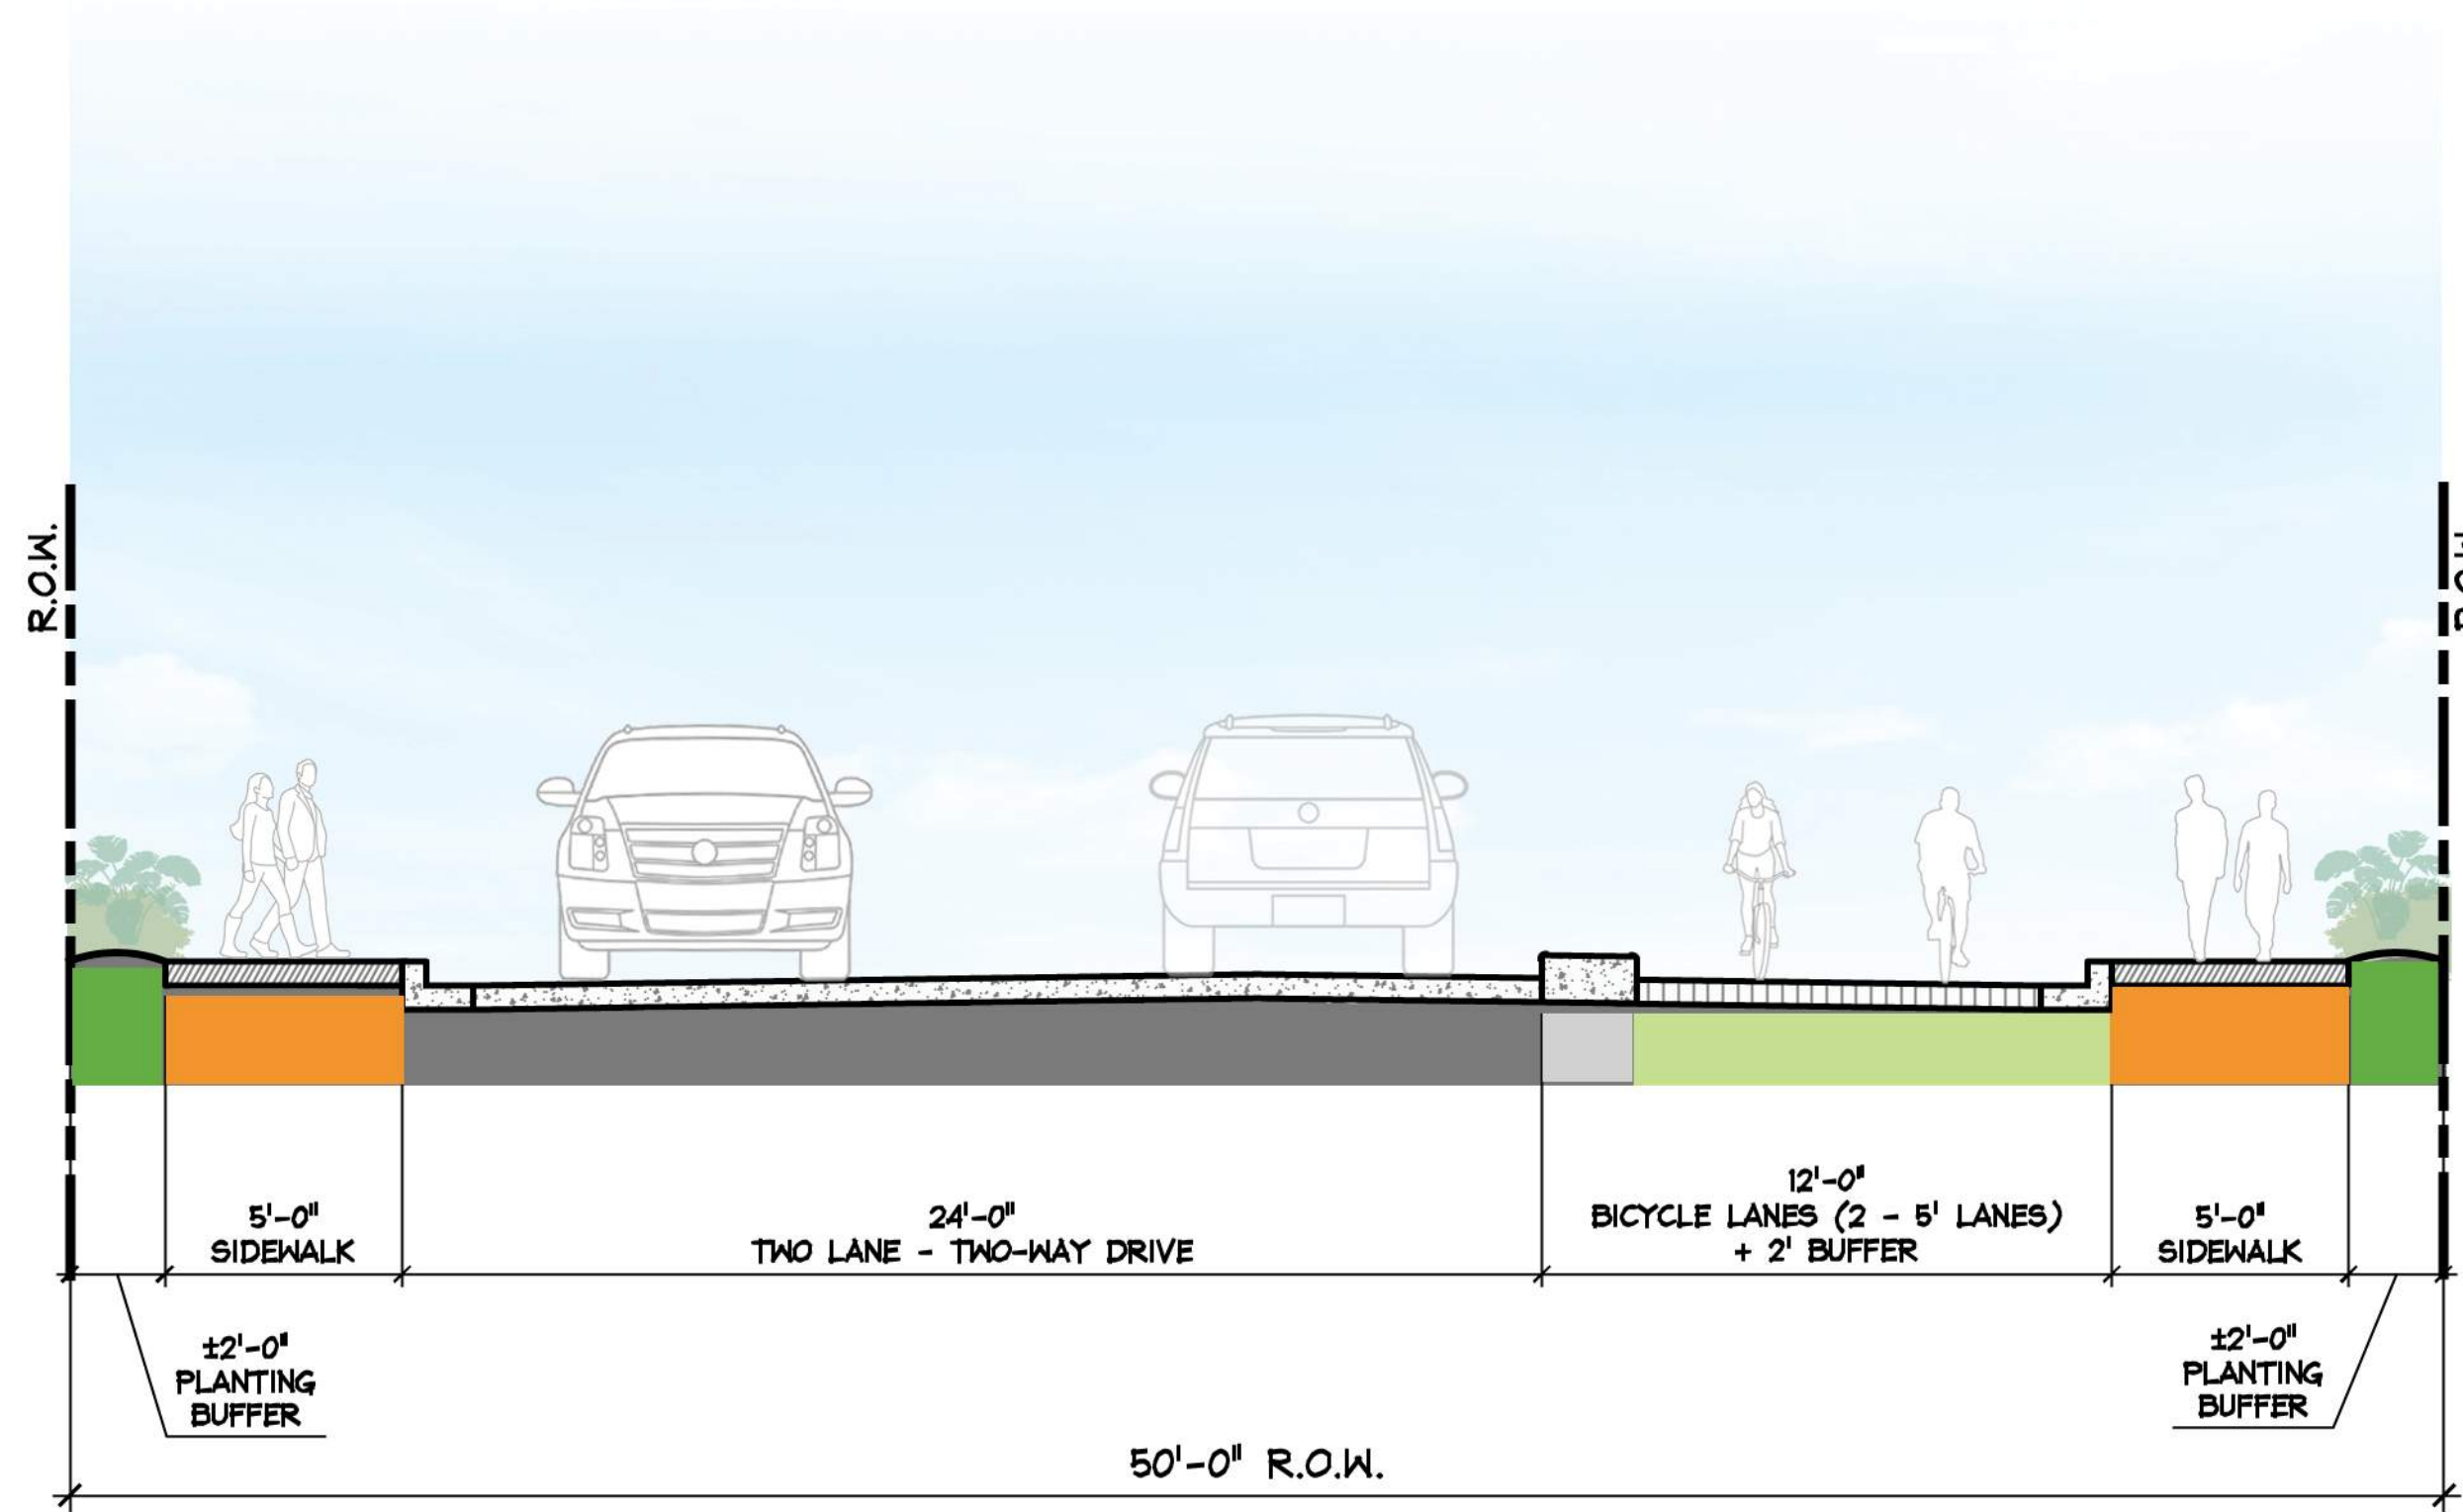 R.O.W.
R.O.W.
5'-0"
SIDEWALK
24'-0"
TWO LANE - TWO-WAY DRIVE
12'-0"
BICYCLE LANES (2 - 5' LANES)
+ 2' BUFFER
5'-0"
SIDEWALK
±2'-0"
PLANTING
BUFFER
±2'-0"
PLANTING
BUFFER
50'-0" R.O.W.